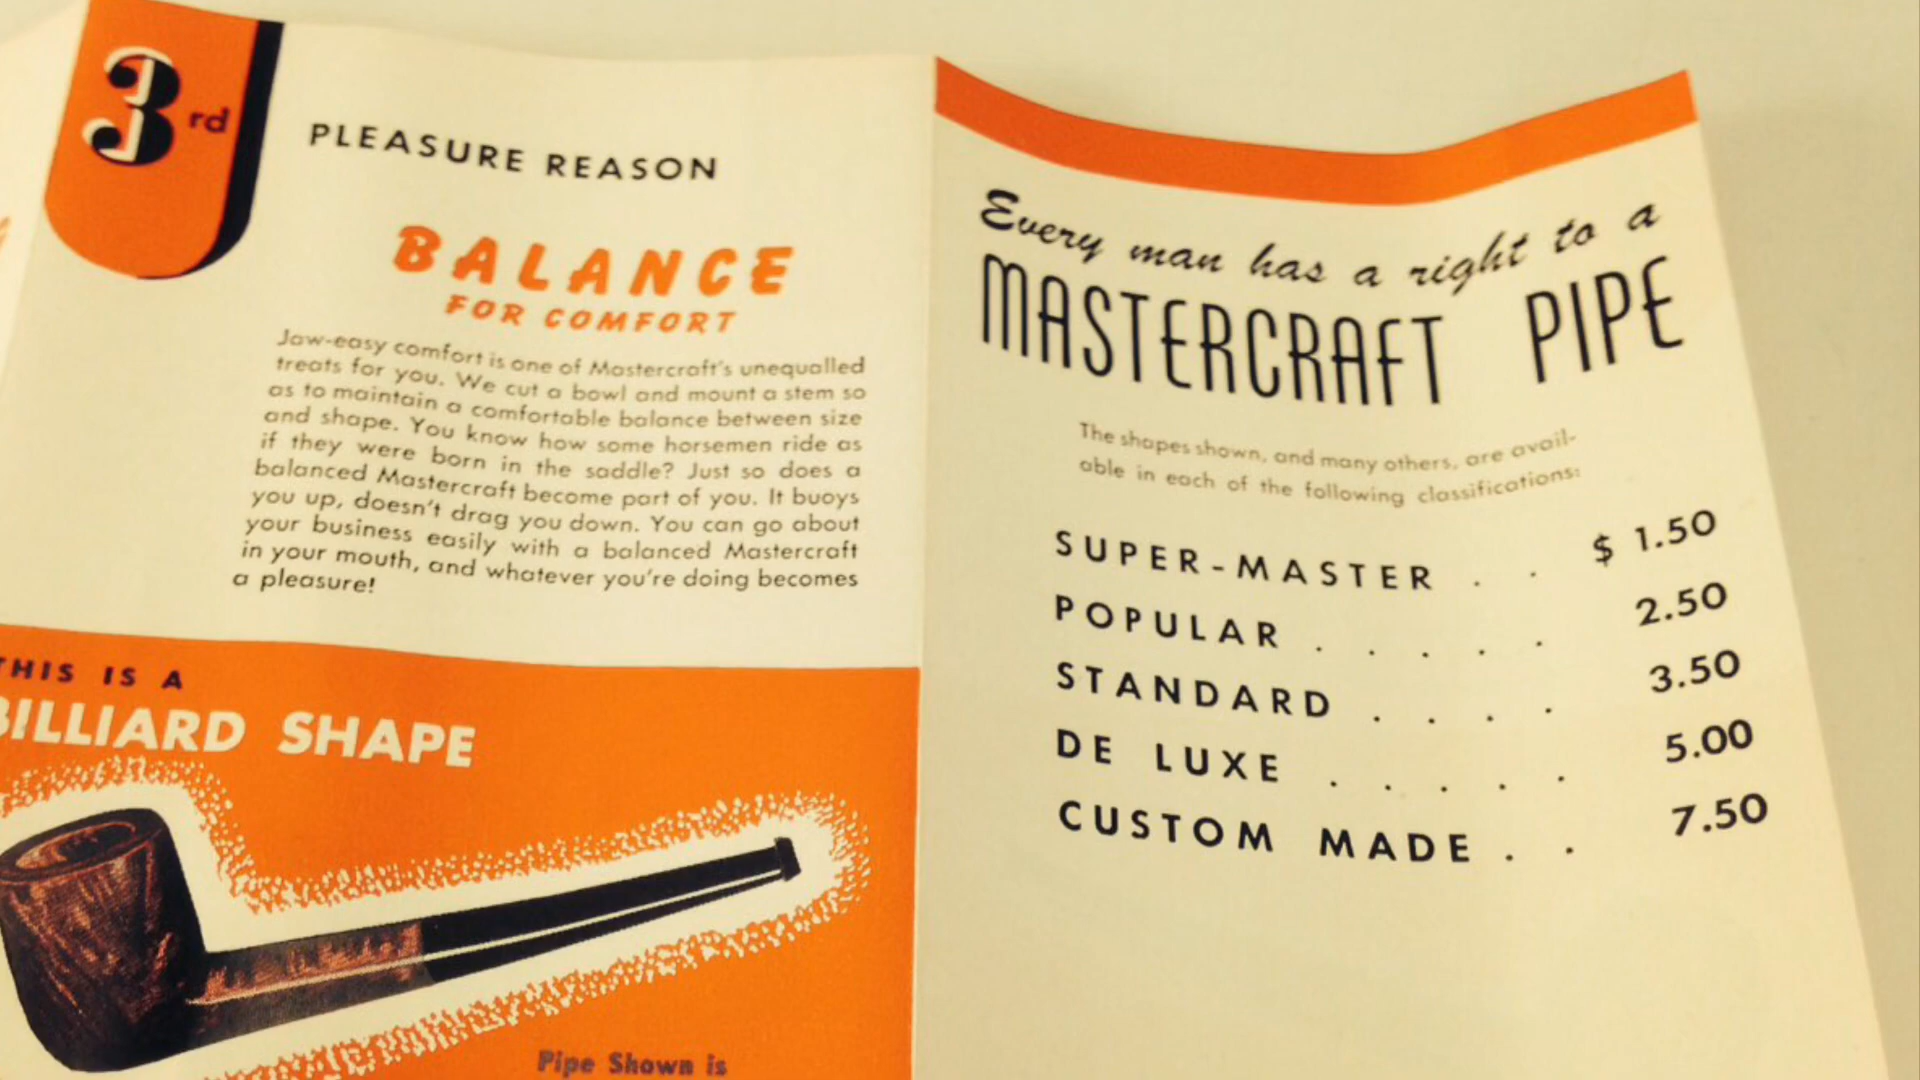 3rd
PLEASURE REASON
BALANCE
FOR COMFORT
Jaw-easy comfort is one of Mastercraft's unequalled
treats for you. We cut a bowl and mount a stem so
as to maintain a comfortable balance between size
and shape. You know how some horsemen ride as
if they were born in the saddle? Just so does a
balanced Mastercraft become part of you. It buoys
you up, doesn't drag you down. You can go about
your business easily with a balanced Mastercraft
in your mouth, and whatever you're doing becomes
a pleasure!
THIS IS A
BILLIARD SHAPE
Pipe Shown is
Every man has a right to a
MASTERCRAFT PIPE
The shapes shown, and many others, are avail-
able in each of the following classifications:
SUPER-MASTER . . $ 1.50
POPULAR . . . . . 2.50
STANDARD . . . . 3.50
DE LUXE . . . . . 5.00
CUSTOM MADE . . 7.50